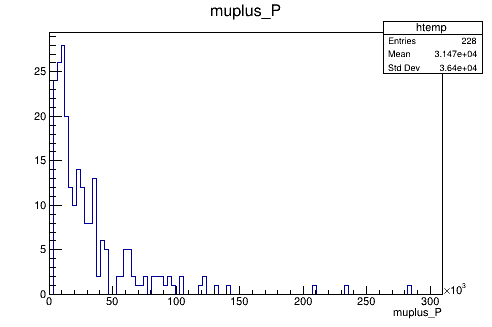 muplus_P
htemp
Entries 228
Mean 3.147e+04
Std Dev 3.64e+04
25
20
15
10
5
0
0 50 100 150 200 250 300
×10³
muplus_P